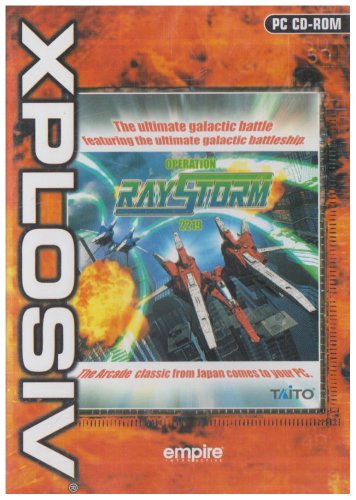 PC CD-ROM
XPLOSIV®
The ultimate galactic battle
featuring the ultimate galactic battleship.
OPERATION
RAYSTORM
2219
The Arcade classic from Japan comes to your PC.
TAITO
empire
INTERACTIVE